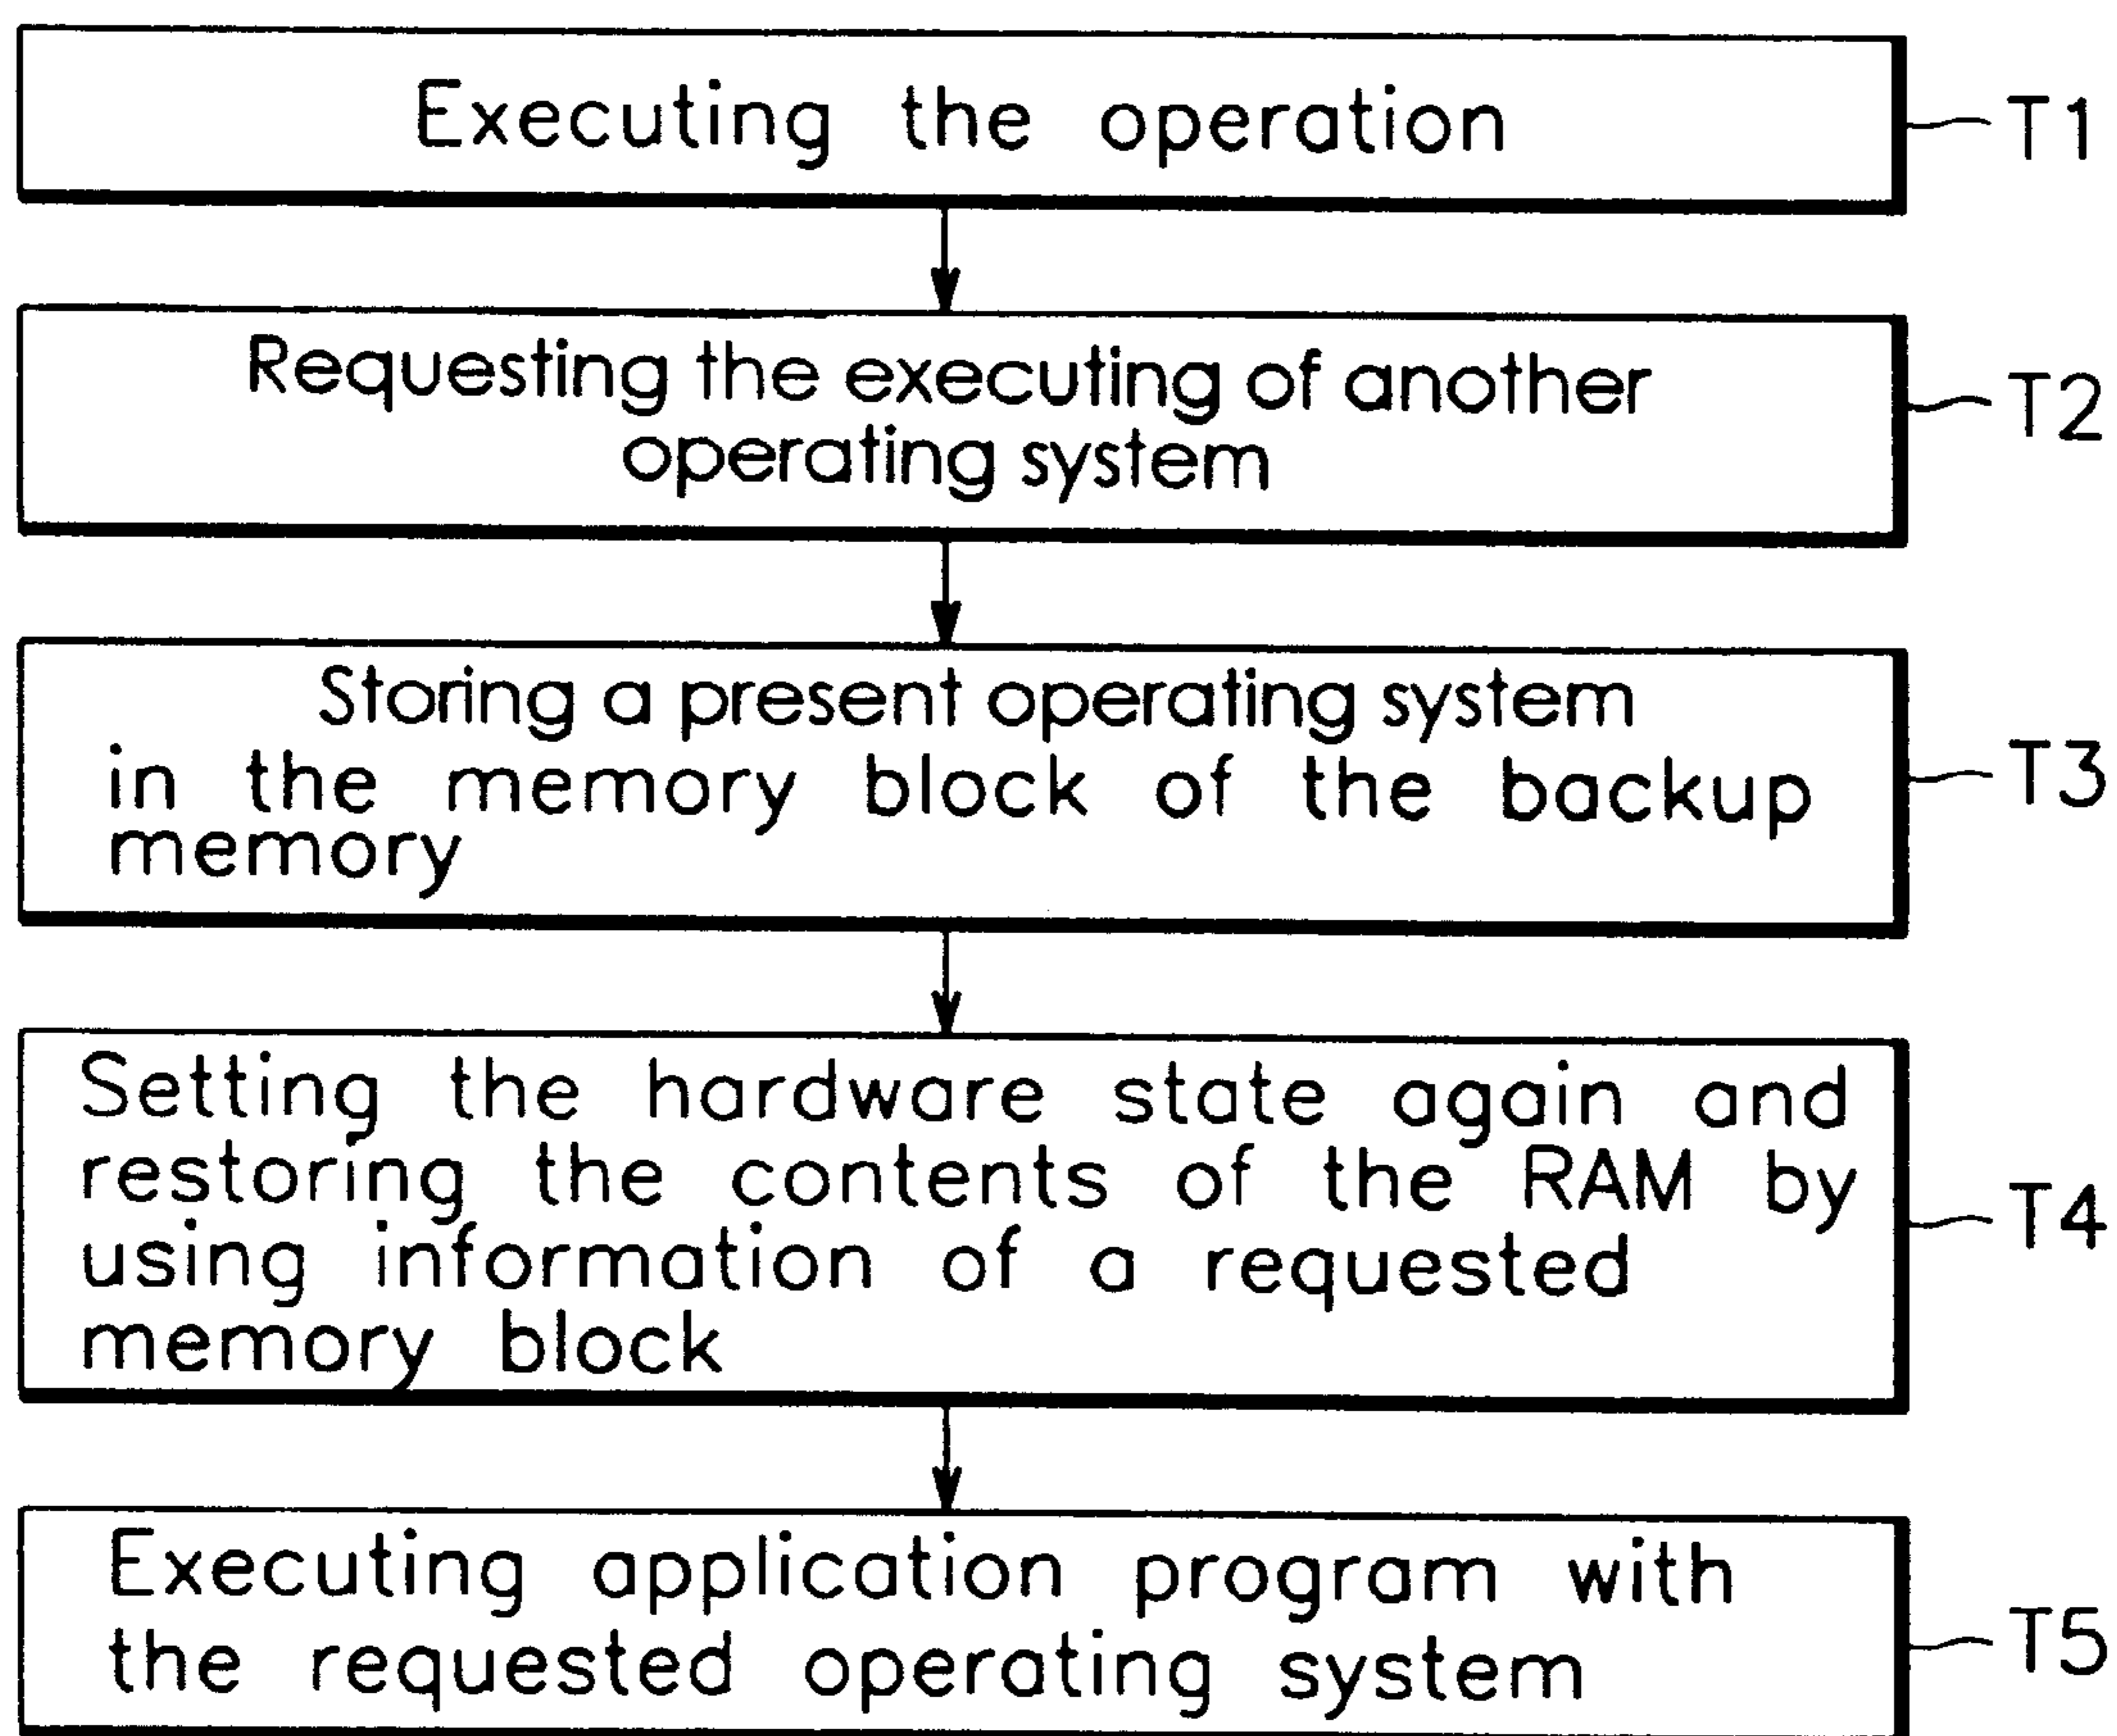 Executing the operation
T1
Requesting the executing of another
operating system
T2
Storing a present operating system
in the memory block of the backup
memory
T3
Setting the hardware state again and
restoring the contents of the RAM by
using information of a requested
memory block
T4
Executing application program with
the requested operating system
T5